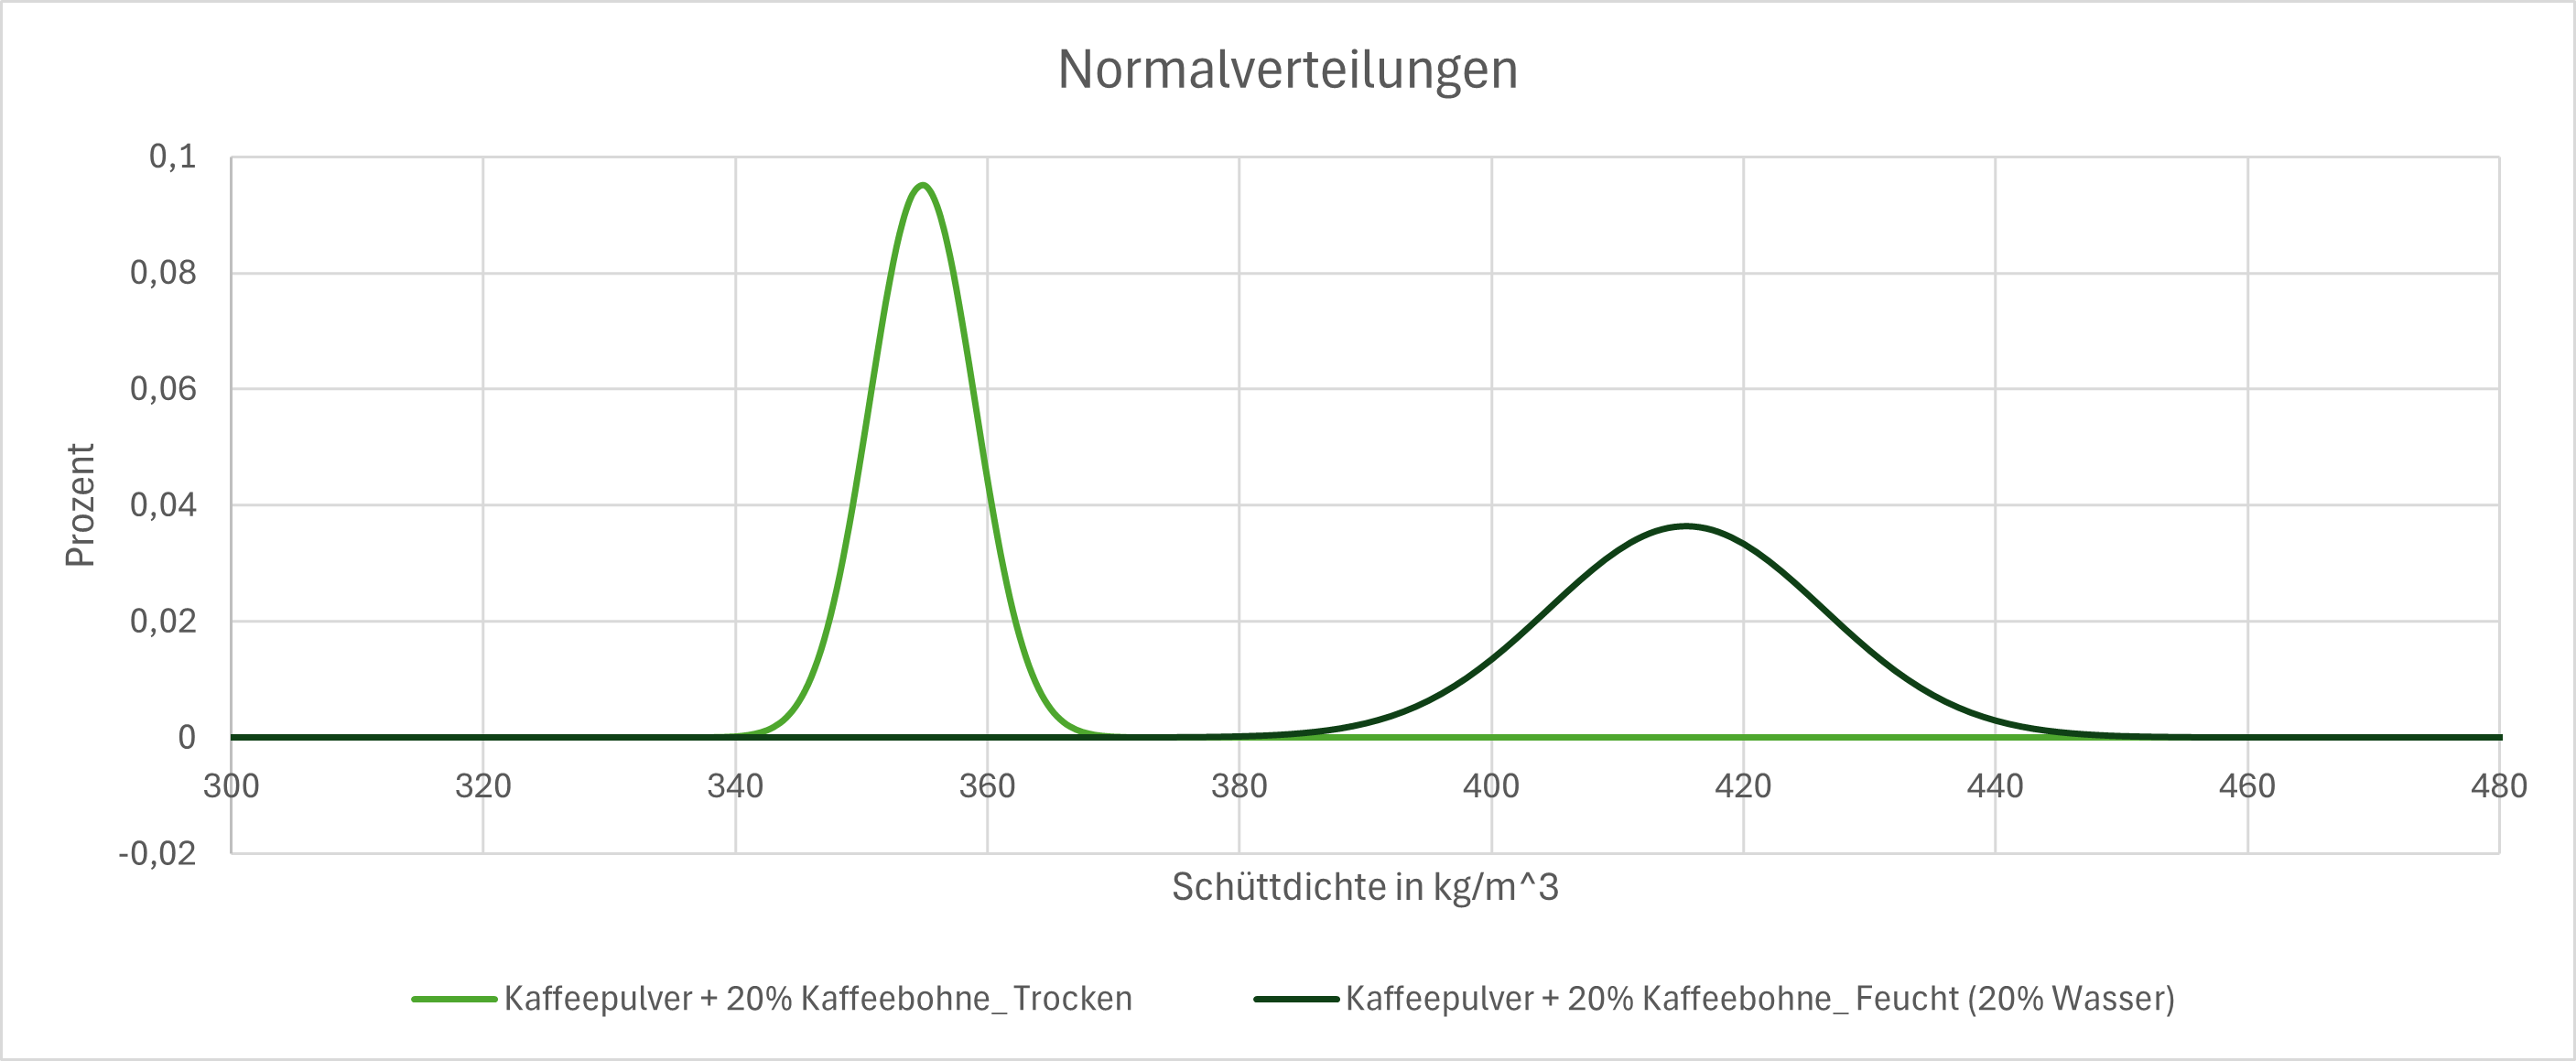 Normalverteilungen
0,1
0,08
0,06
0,04
0,02
0
-0,02
Prozent
300 320 340 360 380 400 420 440 460 480
Schüttdichte in kg/m^3
Kaffeepulver + 20% Kaffeebohne_ Trocken
Kaffeepulver + 20% Kaffeebohne_ Feucht (20% Wasser)